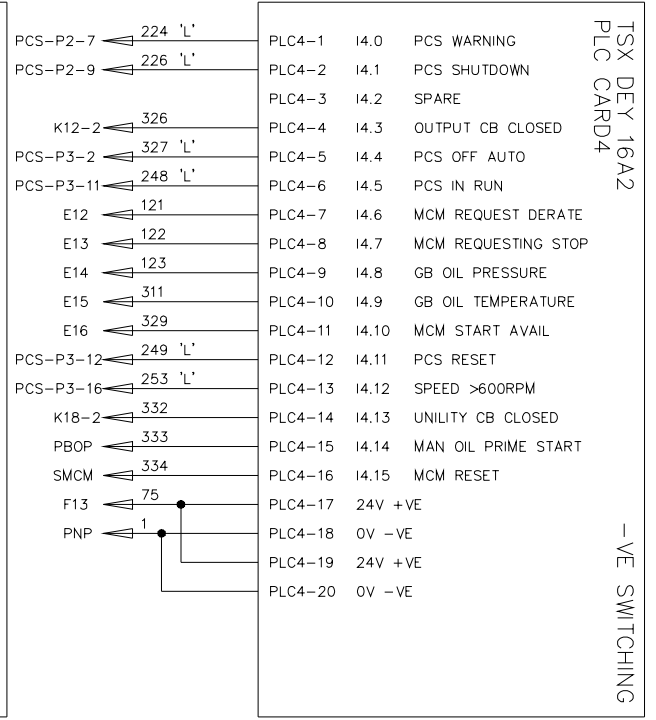 PCS-P2-7 224 'L' PLC4-1 I4.0 PCS WARNING
PCS-P2-9 226 'L' PLC4-2 I4.1 PCS SHUTDOWN
PLC4-3 I4.2 SPARE
K12-2 326 PLC4-4 I4.3 OUTPUT CB CLOSED
PCS-P3-2 327 'L' PLC4-5 I4.4 PCS OFF AUTO
PCS-P3-11 248 'L' PLC4-6 I4.5 PCS IN RUN
E12 121 PLC4-7 I4.6 MCM REQUEST DERATE
E13 122 PLC4-8 I4.7 MCM REQUESTING STOP
E14 123 PLC4-9 I4.8 GB OIL PRESSURE
E15 311 PLC4-10 I4.9 GB OIL TEMPERATURE
E16 329 PLC4-11 I4.10 MCM START AVAIL
PCS-P3-12 249 'L' PLC4-12 I4.11 PCS RESET
PCS-P3-16 253 'L' PLC4-13 I4.12 SPEED >600RPM
K18-2 332 PLC4-14 I4.13 UNILITY CB CLOSED
PBOP 333 PLC4-15 I4.14 MAN OIL PRIME START
SMCM 334 PLC4-16 I4.15 MCM RESET
F13 75 PLC4-17 24V +VE
PNP 1 PLC4-18 0V -VE
PLC4-19 24V +VE
PLC4-20 0V -VE
TSX DEY 16A2
PLC CARD4
-VE SWITCHING